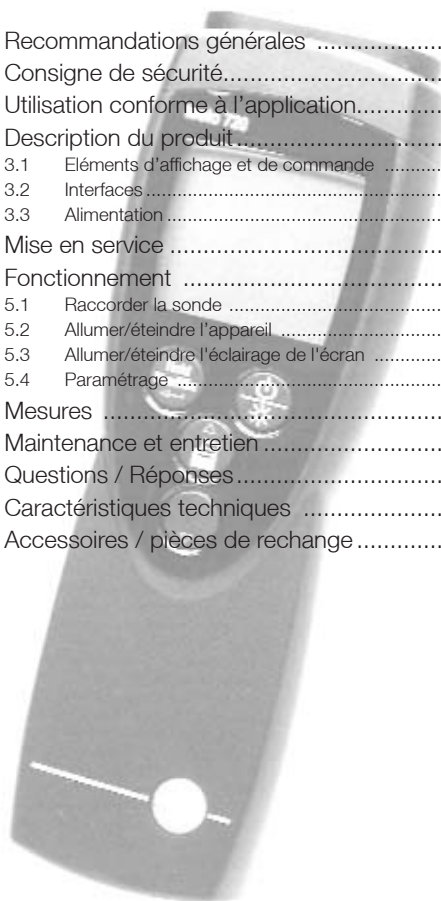 Recommandations générales ....................
Consigne de sécurité..............................
Utilisation conforme à l'application.............
Description du produit.............................
3.1 Eléments d'affichage et de commande ...........
3.2 Interfaces.......................................................
3.3 Alimentation ..................................................
Mise en service .....................................
Fonctionnement ...................................
5.1 Raccorder la sonde ........................................
5.2 Allumer/éteindre l'appareil ..............................
5.3 Allumer/éteindre l'éclairage de l'écran .............
5.4 Paramétrage .................................................
Mesures .............................................
Maintenance et entretien ........................
Questions / Réponses............................
Caractéristiques techniques ....................
Accessoires / pièces de rechange.............